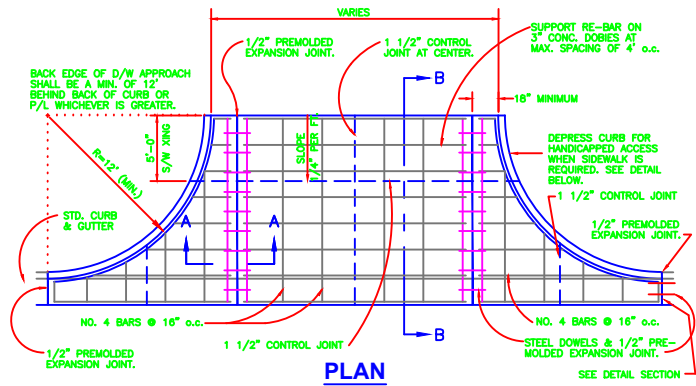 VARIES
1/2" PREMOLDED
EXPANSION JOINT.
1 1/2" CONTROL
JOINT AT CENTER.
SUPPORT RE-BAR ON
3" CONC. DOBIES AT
MAX. SPACING OF 4' o.c.
BACK EDGE OF D/W APPROACH
SHALL BE A MIN. OF 12'
BEHIND BACK OF CURB OR
P/L WHICHEVER IS GREATER.
B
18" MINIMUM
5'-0"
S/W XING
SLOPE
1/4" PER FT.
DEPRESS CURB FOR
HANDICAPPED ACCESS
WHEN SIDEWALK IS
REQUIRED. SEE DETAIL
BELOW.
R=12' (MIN.)
1 1/2" CONTROL JOINT
STD. CURB
& GUTTER
A
A
1/2" PREMOLDED
EXPANSION JOINT.
NO. 4 BARS @ 16" o.c.
NO. 4 BARS @ 16" o.c.
B
1/2" PREMOLDED
EXPANSION JOINT.
1 1/2" CONTROL JOINT
STEEL DOWELS & 1/2" PRE-
MOLDED EXPANSION JOINT.
PLAN
SEE DETAIL SECTION